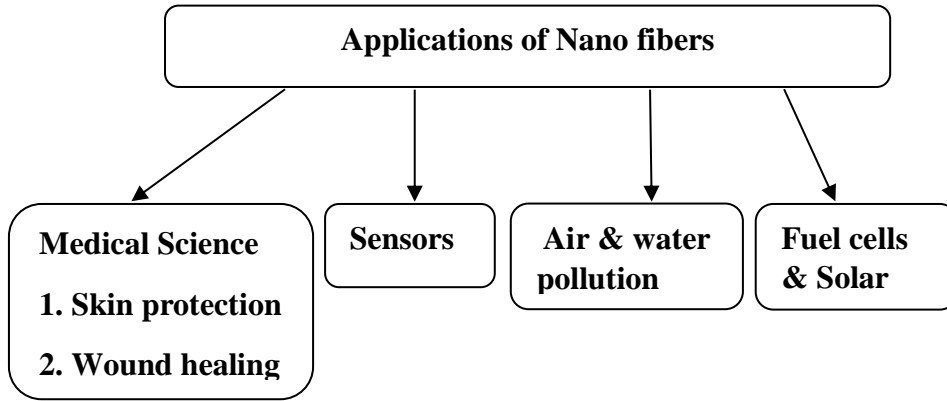 Applications of Nano fibers
Medical Science
1. Skin protection
2. Wound healing
Sensors
Air & water
pollution
Fuel cells
& Solar